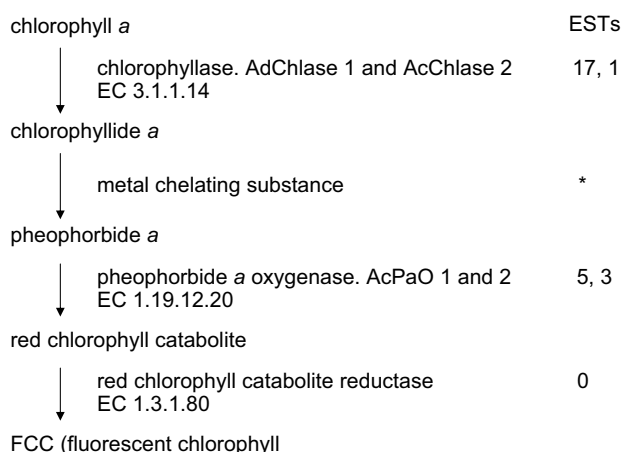 chlorophyll a ESTs
chlorophyllase. AdChlase 1 and AcChlase 2 17, 1
EC 3.1.1.14
chlorophyllide a
metal chelating substance *
pheophorbide a
pheophorbide a oxygenase. AcPaO 1 and 2 5, 3
EC 1.19.12.20
red chlorophyll catabolite
red chlorophyll catabolite reductase 0
EC 1.3.1.80
FCC (fluorescent chlorophyll